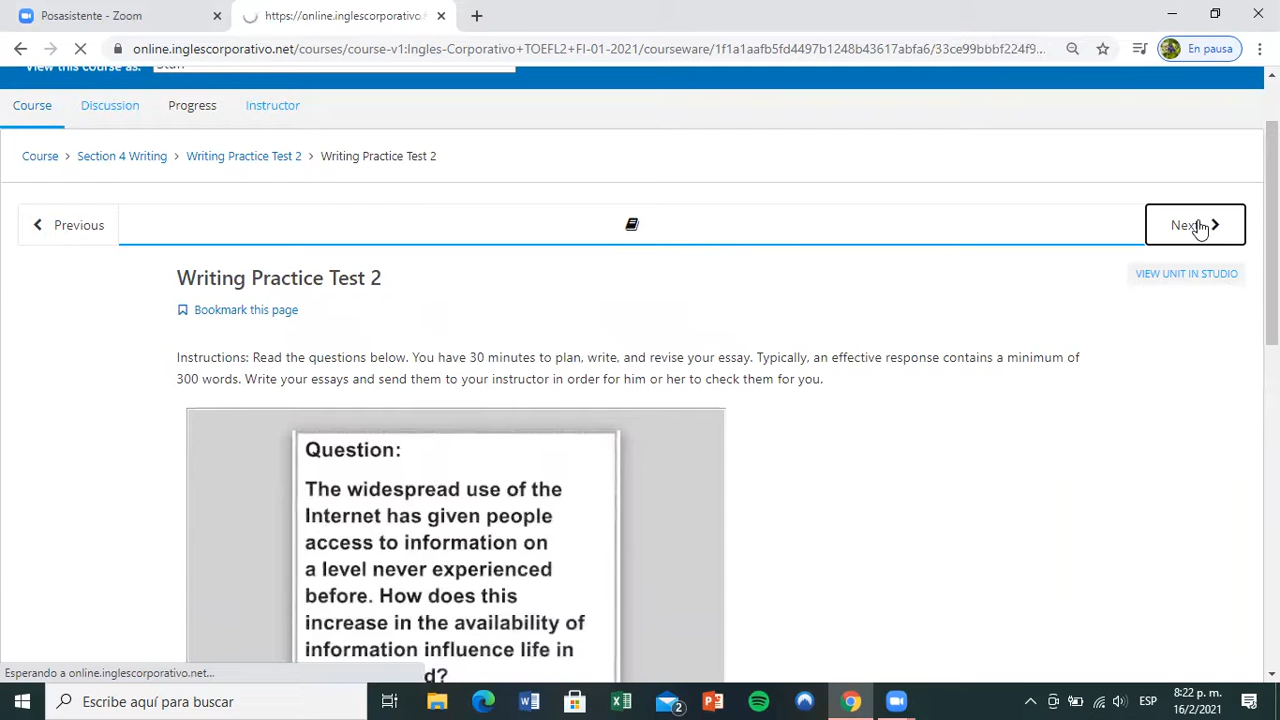 Posasistente - Zoom
https://online.inglescorporativo.
online.inglescorporativo.net/courses/course-v1:Ingles-Corporativo+TOEFL2+FI-01-2021/courseware/1f1a1aafb5fd4497b1248b43617abfa6/33ce99bbbf224f9...
En pausa
View this course as:
Staff
Course
Discussion
Progress
Instructor
Course > Section 4 Writing > Writing Practice Test 2 > Writing Practice Test 2
Previous
Next
Writing Practice Test 2
VIEW UNIT IN STUDIO
Bookmark this page
Instructions: Read the questions below. You have 30 minutes to plan, write, and revise your essay. Typically, an effective response contains a minimum of
300 words. Write your essays and send them to your instructor in order for him or her to check them for you.
Question:
The widespread use of the
Internet has given people
access to information on
a level never experienced
before. How does this
increase in the availability of
information influence life in
d?
Esperando a online.inglescorporativo.net...
Escribe aquí para buscar
2
ESP
8:22 p. m.
16/2/2021